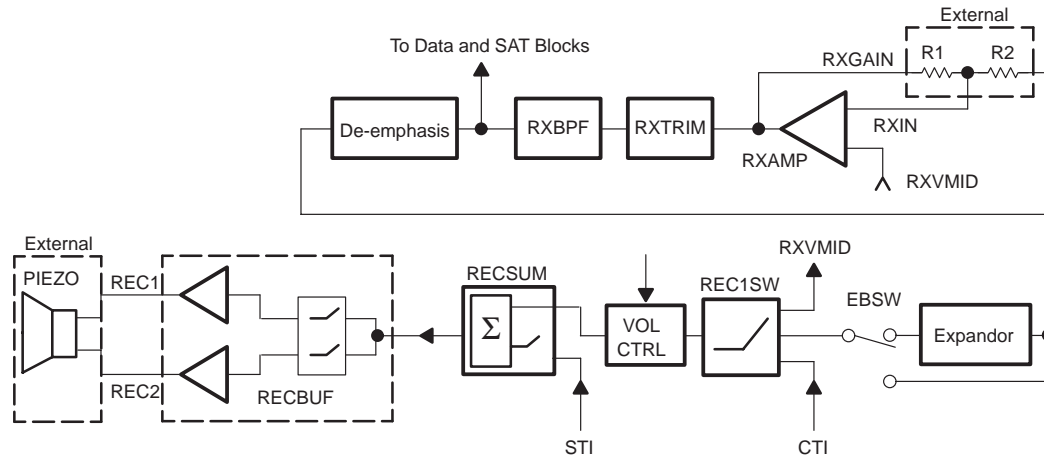 External
To Data and SAT Blocks
RXGAIN
R1
R2
De-emphasis
RXBPF
RXTRIM
RXAMP
RXIN
RXVMID
External
PIEZO
REC1
REC2
RECBUF
RECSUM
Σ
STI
VOL
CTRL
REC1SW
RXVMID
CTI
EBSW
Expandor